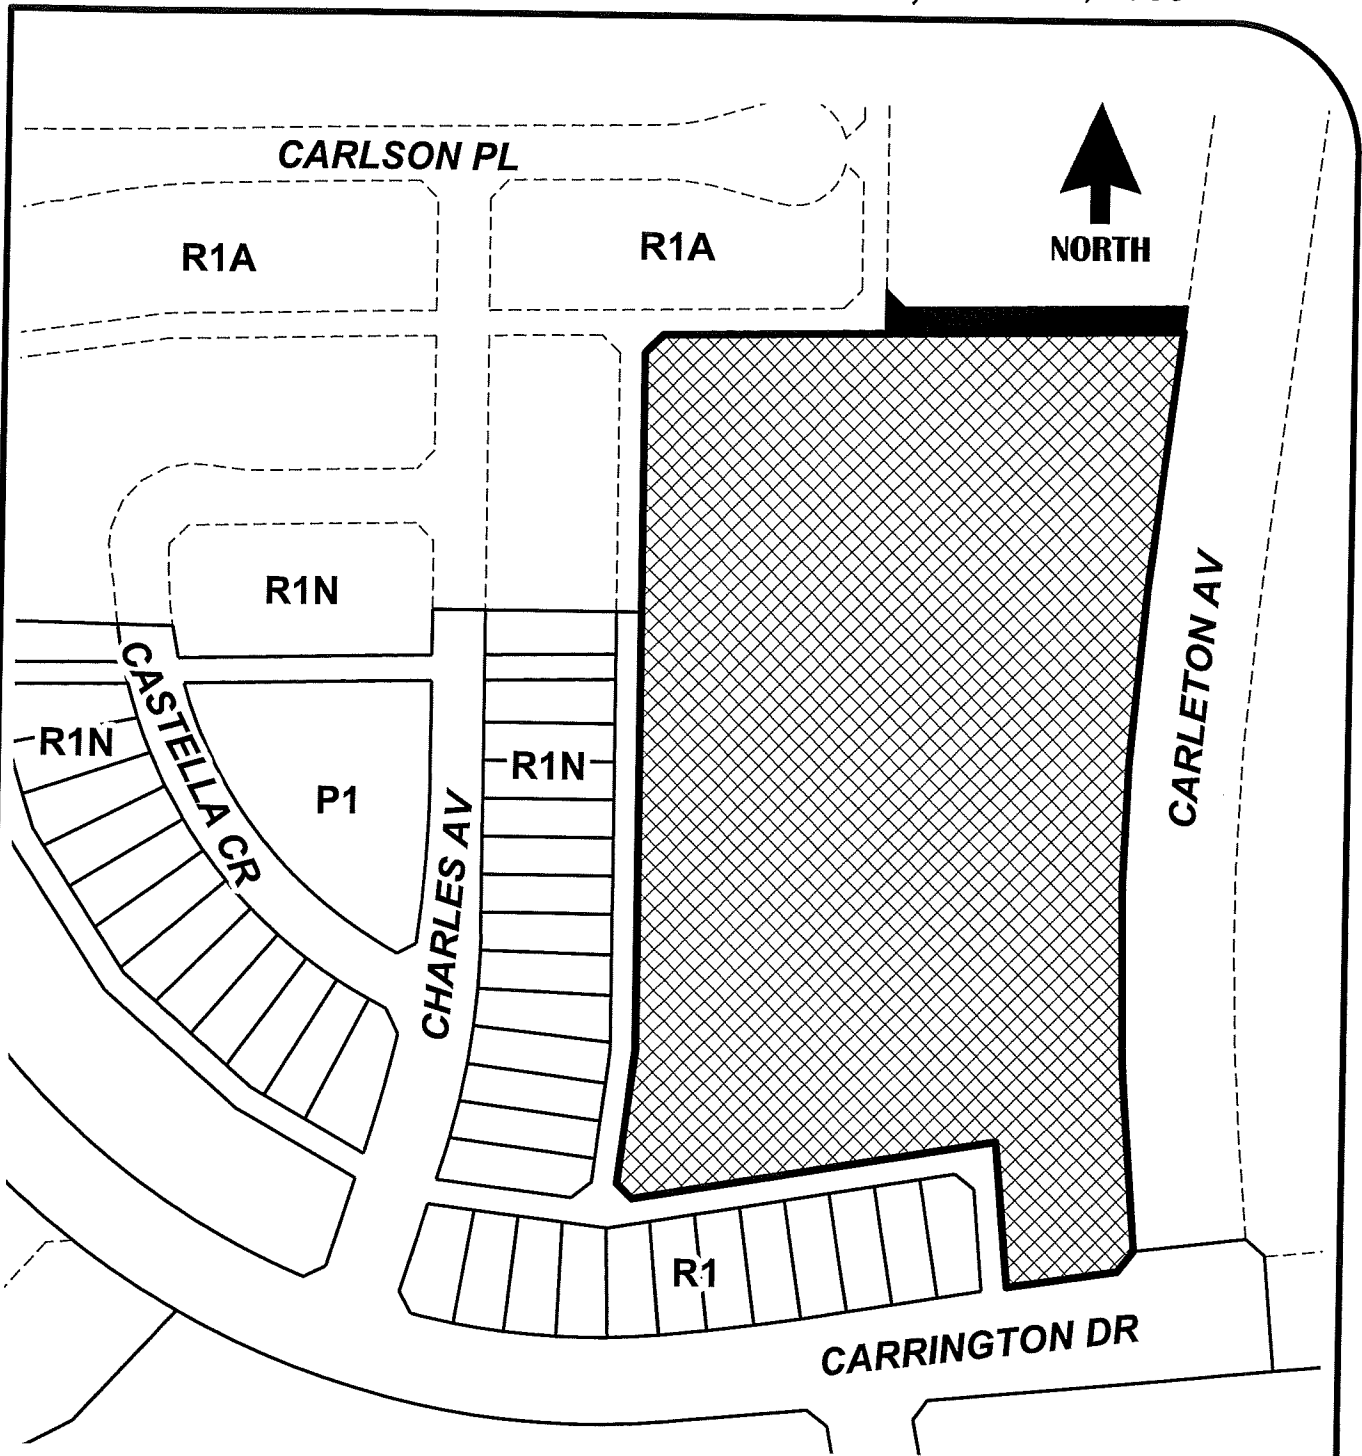 CARLSON PL
R1A
R1A
NORTH
R1N
CARLETON AV
CASTELLA CR
R1N
R1N
P1
CHARLES AV
R1
CARRINGTON DR